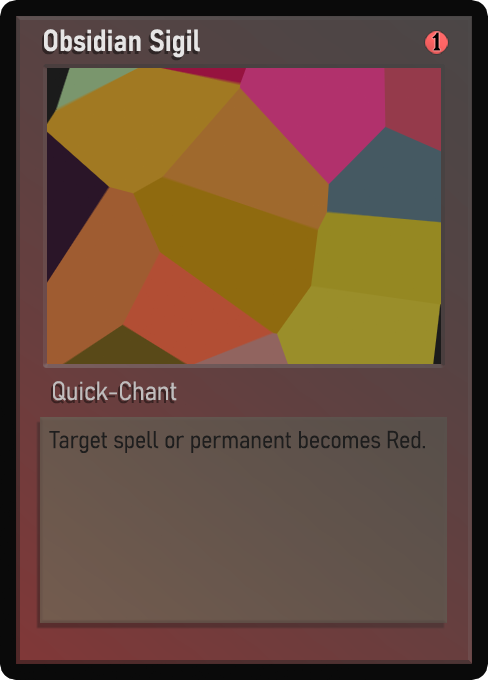 Obsidian Sigil
1
Quick-Chant
Target spell or permanent becomes Red.